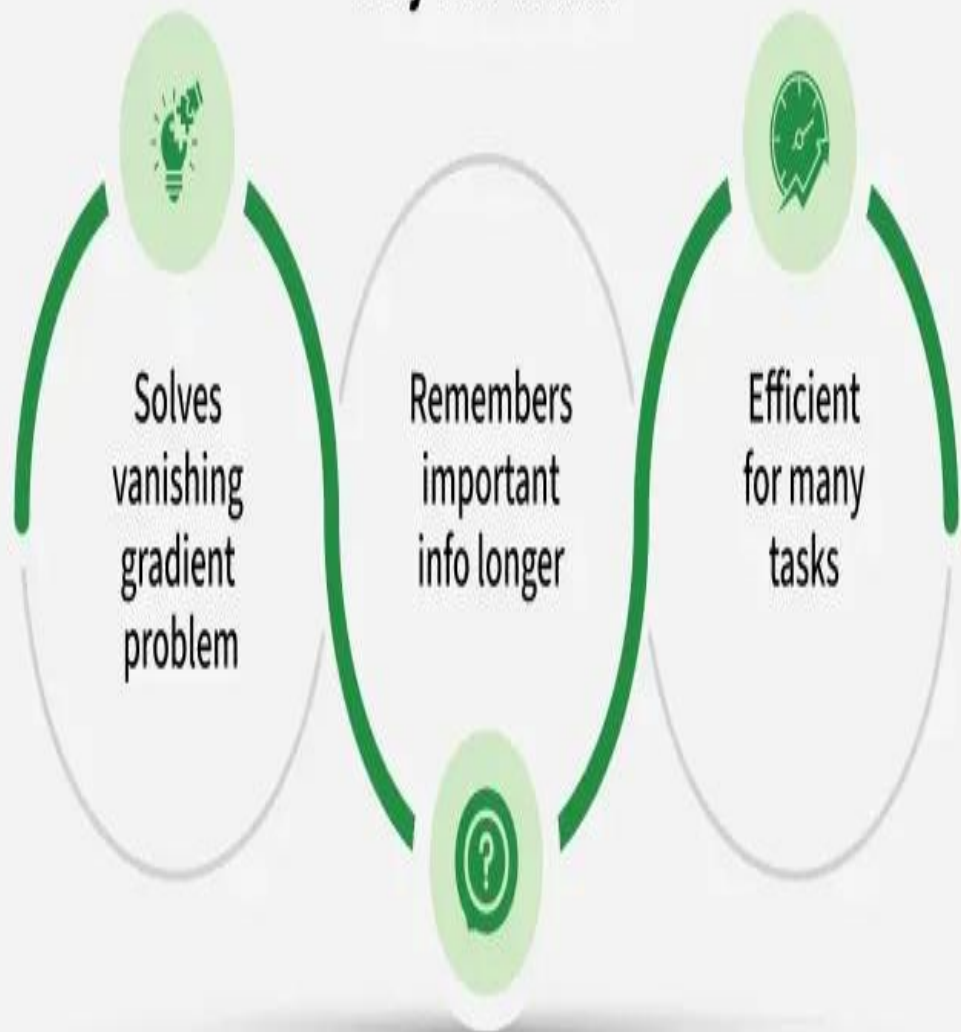 Solves
vanishing
gradient
problem
Remembers
important
info longer
Efficient
for many
tasks
?